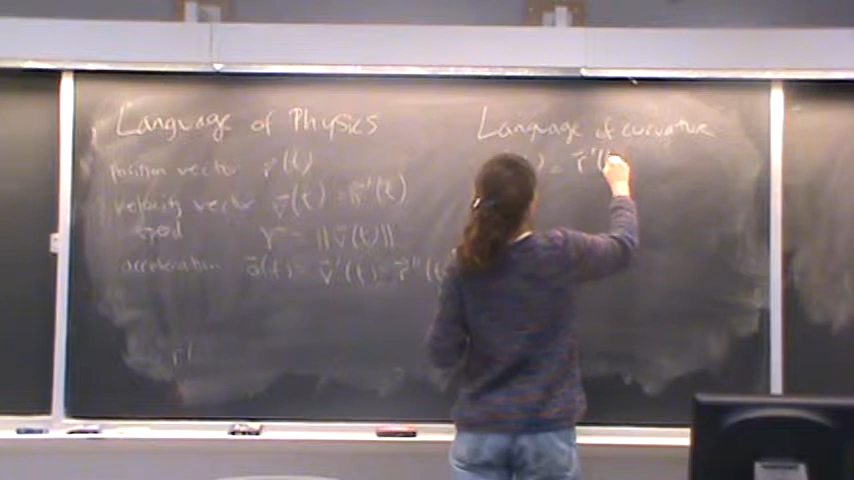 Language of Physics
position vector r⃗(t)
velocity vector v⃗(t) = r⃗'(t)
speed v = ||v⃗(t)||
acceleration a⃗(t) = v⃗'(t) = r⃗''(t
Language of curvature
) = r⃗'(